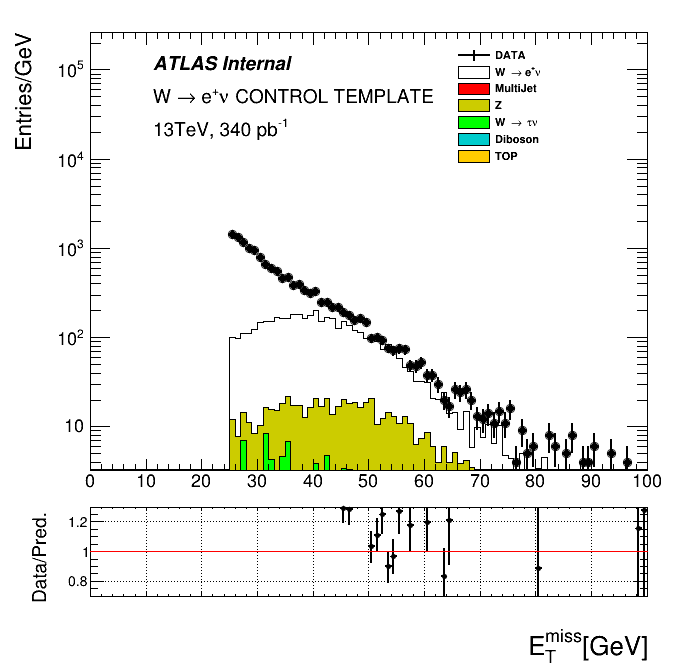 Entries/GeV
10⁵
10⁴
10³
10²
10
ATLAS Internal
W → e⁺ν CONTROL TEMPLATE
13TeV, 340 pb⁻¹
DATA
W → e⁺ν
MultiJet
Z
W → τν
Diboson
TOP
0 10 20 30 40 50 60 70 80 90 100
Data/Pred.
1.2
1
0.8
E_T^miss[GeV]